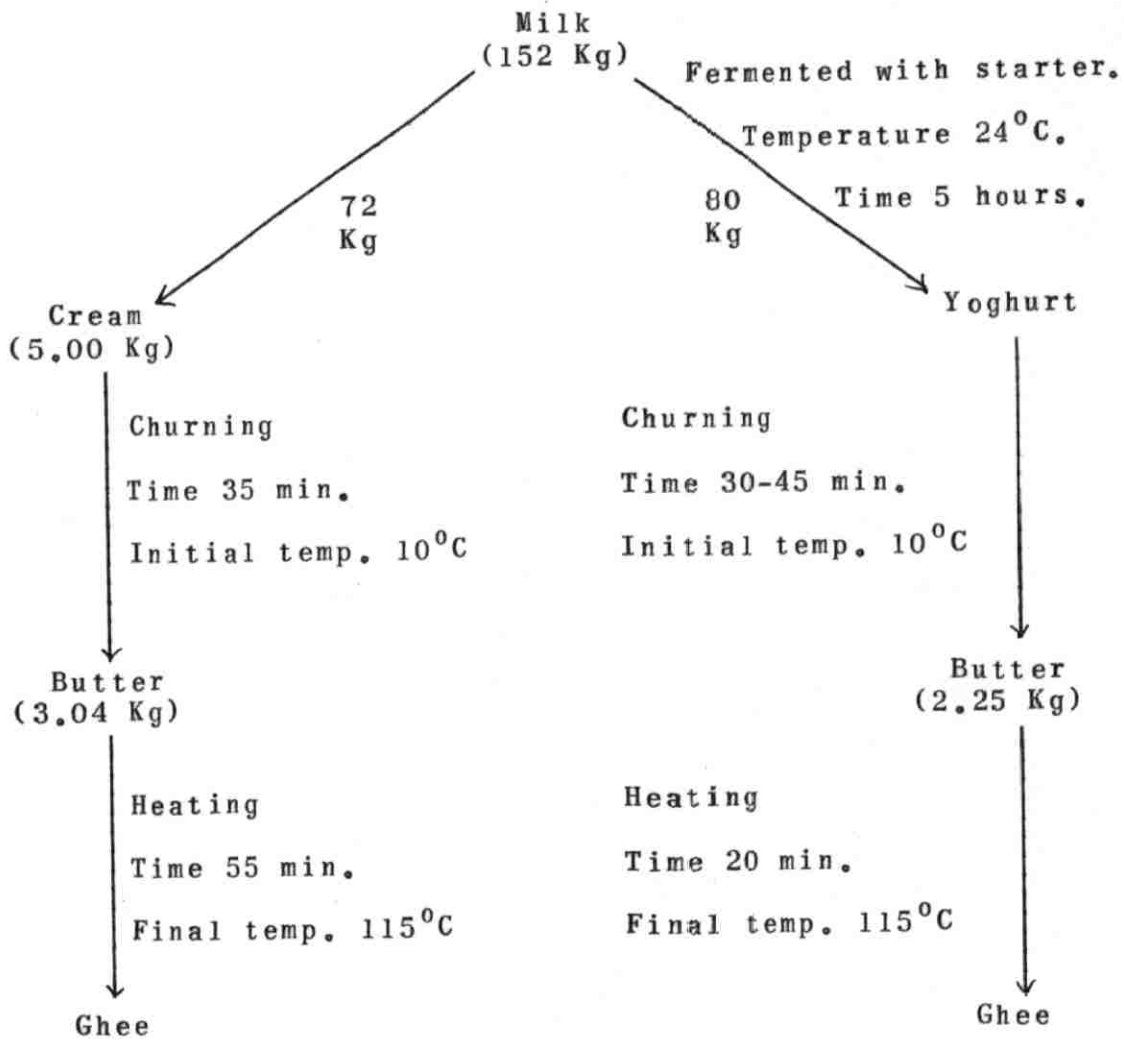 Milk
(152 Kg)
Fermented with starter.
Temperature 24°C.
Time 5 hours.
72
Kg
80
Kg
Cream
(5.00 Kg)
Yoghurt
Churning
Time 35 min.
Initial temp. 10°C
Churning
Time 30-45 min.
Initial temp. 10°C
Butter
(3.04 Kg)
Butter
(2.25 Kg)
Heating
Time 55 min.
Final temp. 115°C
Heating
Time 20 min.
Final temp. 115°C
Ghee
Ghee